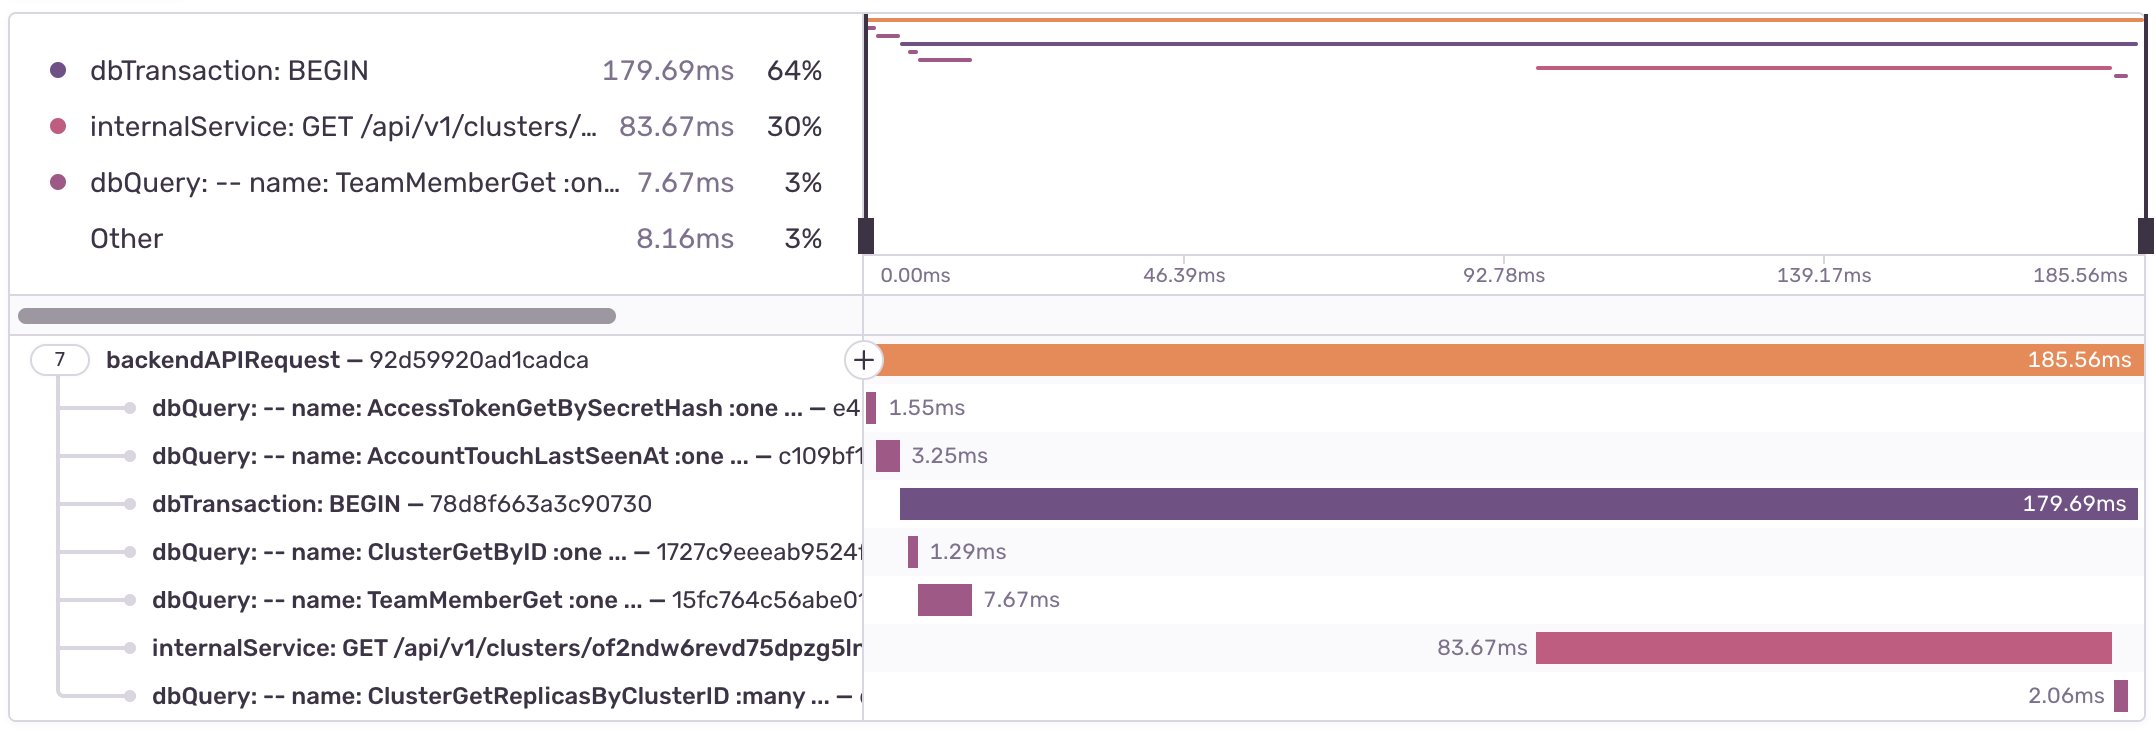 dbTransaction: BEGIN 179.69ms 64%
internalService: GET /api/v1/clusters/… 83.67ms 30%
dbQuery: -- name: TeamMemberGet :on… 7.67ms 3%
Other 8.16ms 3%
0.00ms 46.39ms 92.78ms 139.17ms 185.56ms
7 backendAPIRequest — 92d59920ad1cadca + 185.56ms
dbQuery: -- name: AccessTokenGetBySecretHash :one ... — e4 1.55ms
dbQuery: -- name: AccountTouchLastSeenAt :one ... — c109bf1 3.25ms
dbTransaction: BEGIN — 78d8f663a3c90730 179.69ms
dbQuery: -- name: ClusterGetByID :one ... — 1727c9eeeab9524f 1.29ms
dbQuery: -- name: TeamMemberGet :one ... — 15fc764c56abe01 7.67ms
internalService: GET /api/v1/clusters/of2ndw6revd75dpzg5ln 83.67ms
dbQuery: -- name: ClusterGetReplicasByClusterID :many ... — 2.06ms